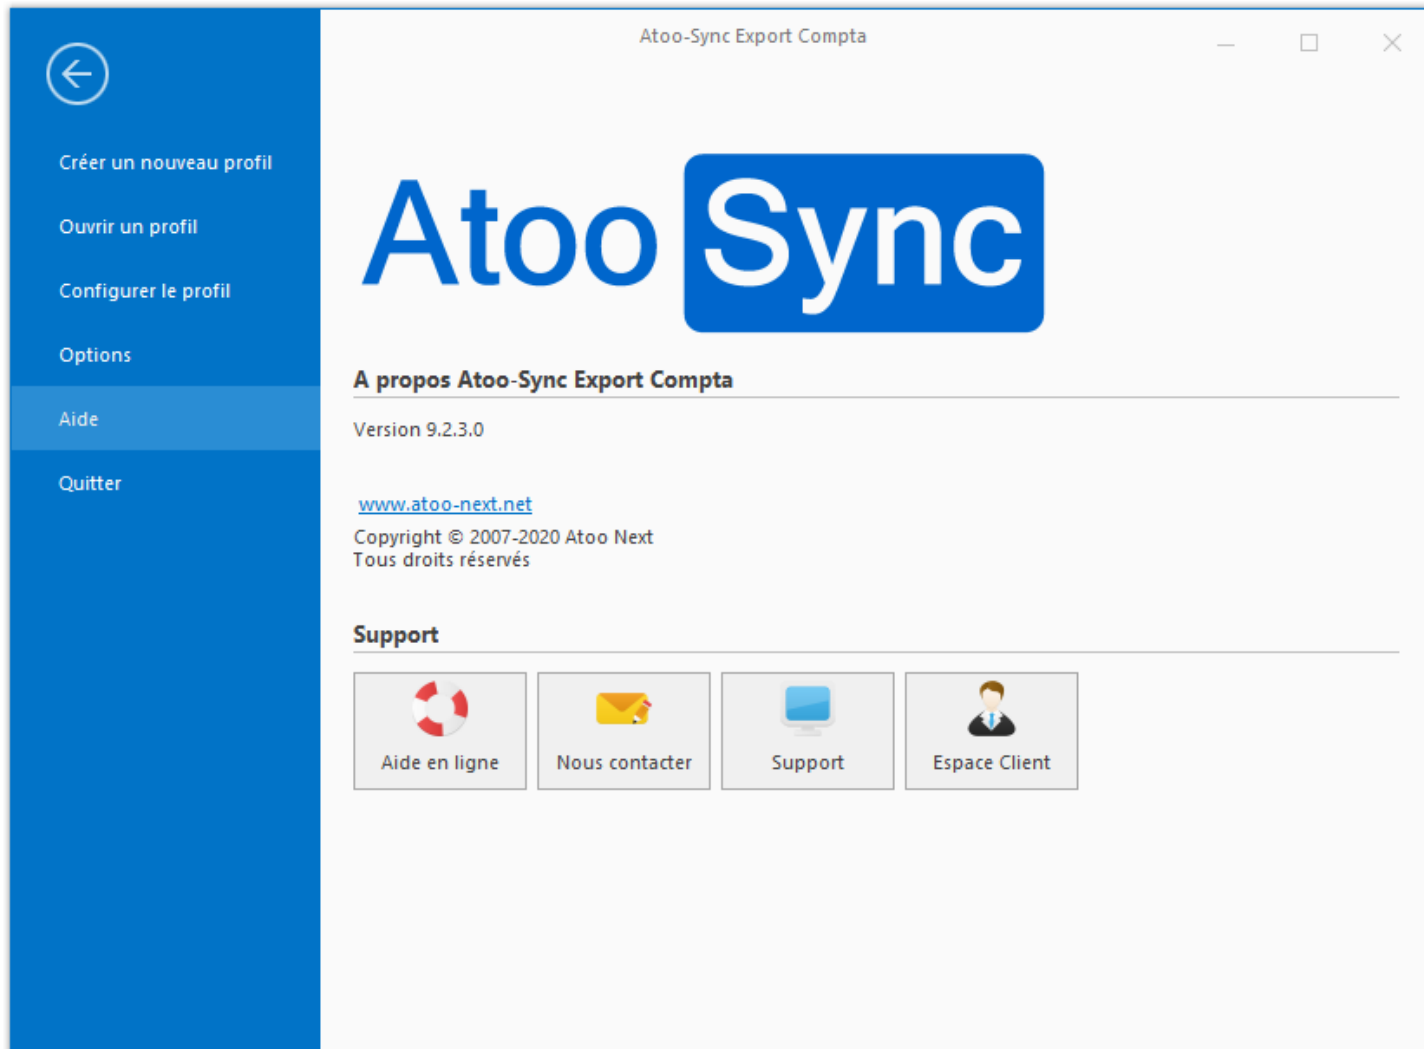 Atoo-Sync Export Compta
Créer un nouveau profil
Ouvrir un profil
Configurer le profil
Options
Aide
Quitter
Atoo Sync
A propos Atoo-Sync Export Compta
Version 9.2.3.0
www.atoo-next.net
Copyright © 2007-2020 Atoo Next
Tous droits réservés
Support
Aide en ligne
Nous contacter
Support
Espace Client